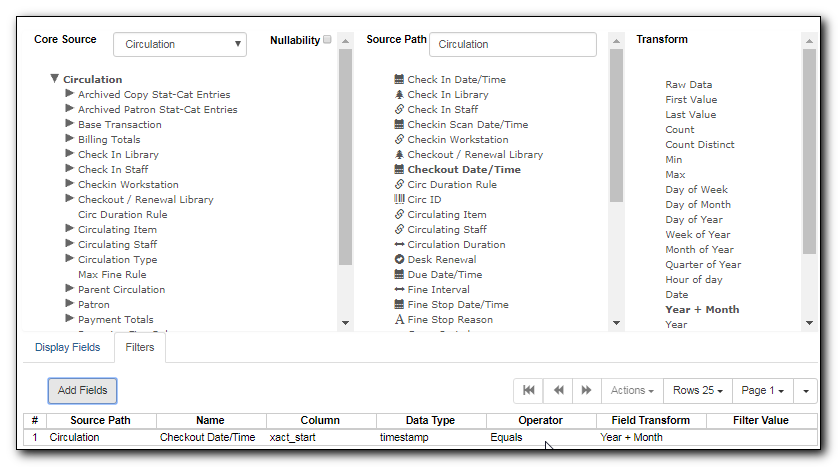 Core Source
Circulation
Nullability
Source Path
Circulation
Transform
Circulation
Archived Copy Stat-Cat Entries
Archived Patron Stat-Cat Entries
Base Transaction
Billing Totals
Check In Library
Check In Staff
Checkin Workstation
Checkout / Renewal Library
Circ Duration Rule
Circulating Item
Circulating Staff
Circulation Type
Max Fine Rule
Parent Circulation
Patron
Payment Totals
Check In Date/Time
Check In Library
Check In Staff
Checkin Scan Date/Time
Checkin Workstation
Checkout / Renewal Library
Checkout Date/Time
Circ Duration Rule
Circ ID
Circulating Item
Circulating Staff
Circulation Duration
Desk Renewal
Due Date/Time
Fine Interval
Fine Stop Date/Time
Fine Stop Reason
Raw Data
First Value
Last Value
Count
Count Distinct
Min
Max
Day of Week
Day of Month
Day of Year
Week of Year
Month of Year
Quarter of Year
Hour of day
Date
Year + Month
Year
Display Fields Filters
Add Fields Actions Rows 25 Page 1
# Source Path Name Column Data Type Operator Field Transform Filter Value
1 Circulation Checkout Date/Time xact_start timestamp Equals Year + Month